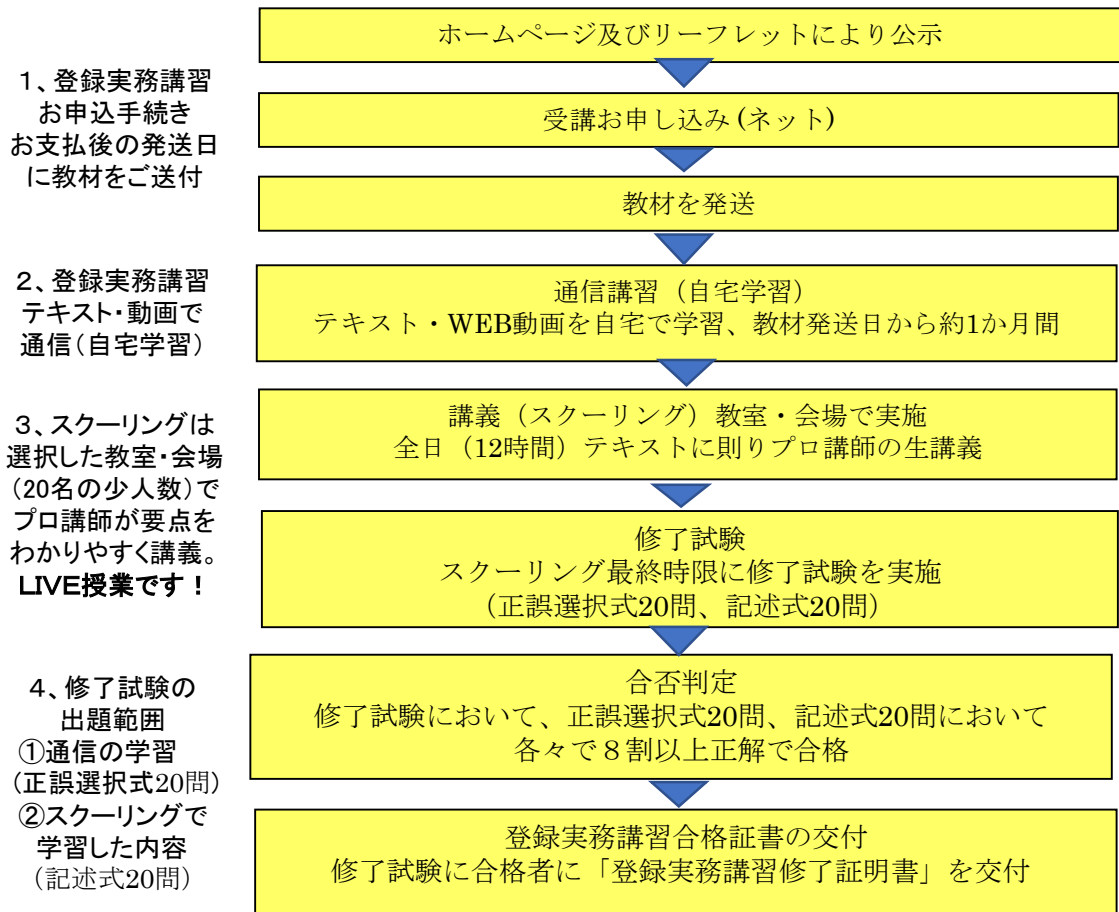 ホームページ及びリーフレットにより公示
1、登録実務講習
お申込手続き
お支払後の発送日
に教材をご送付
受講お申し込み(ネット)
教材を発送
2、登録実務講習
テキスト・動画で
通信(自宅学習)
通信講習（自宅学習）
テキスト・WEB動画を自宅で学習、教材発送日から約1か月間
3、スクーリングは
選択した教室・会場
(20名の少人数)で
プロ講師が要点を
わかりやすく講義。
LIVE授業です！
講義（スクーリング）教室・会場で実施
全日（12時間）テキストに則りプロ講師の生講義
修了試験
スクーリング最終時限に修了試験を実施
（正誤選択式20問、記述式20問）
4、修了試験の
出題範囲
①通信の学習
(正誤選択式20問)
②スクーリングで
学習した内容
（記述式20問）
合否判定
修了試験において、正誤選択式20問、記述式20問において
各々で８割以上正解で合格
登録実務講習合格証書の交付
修了試験に合格者に「登録実務講習修了証明書」を交付